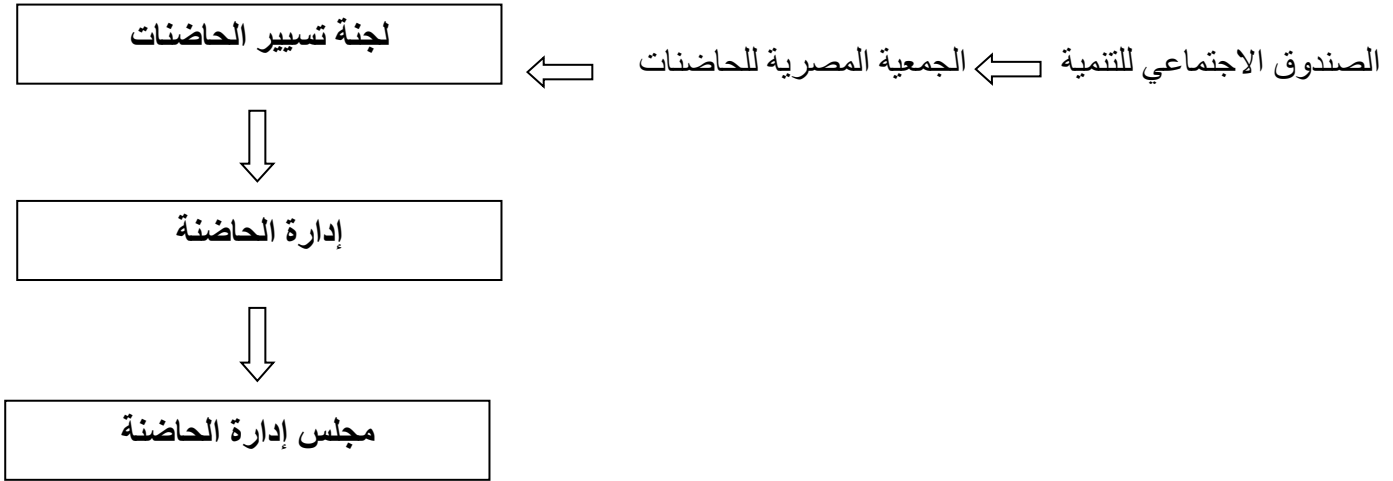 لجنة تسيير الحاضنات
الصندوق الاجتماعي للتنمية الجمعية المصرية للحاضنات
إدارة الحاضنة
مجلس إدارة الحاضنة